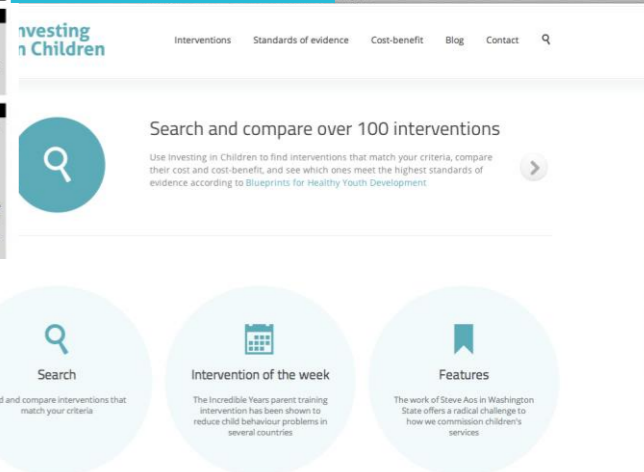 nvesting
n Children
Interventions Standards of evidence Cost-benefit Blog Contact
Search and compare over 100 interventions
Use Investing in Children to find interventions that match your criteria, compare
their cost and cost-benefit, and see which ones meet the highest standards of
evidence according to Blueprints for Healthy Youth Development
Search
d and compare interventions that
match your criteria
Intervention of the week
The Incredible Years parent training
intervention has been shown to
reduce child behaviour problems in
several countries
Features
The work of Steve Aos in Washington
State offers a radical challenge to
how we commission children's
services